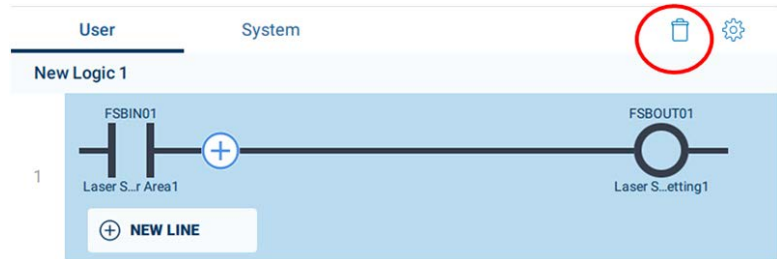 User System
New Logic 1
FSBIN01 FSBOUT01
1
Laser S...r Area1 Laser S...etting1
NEW LINE